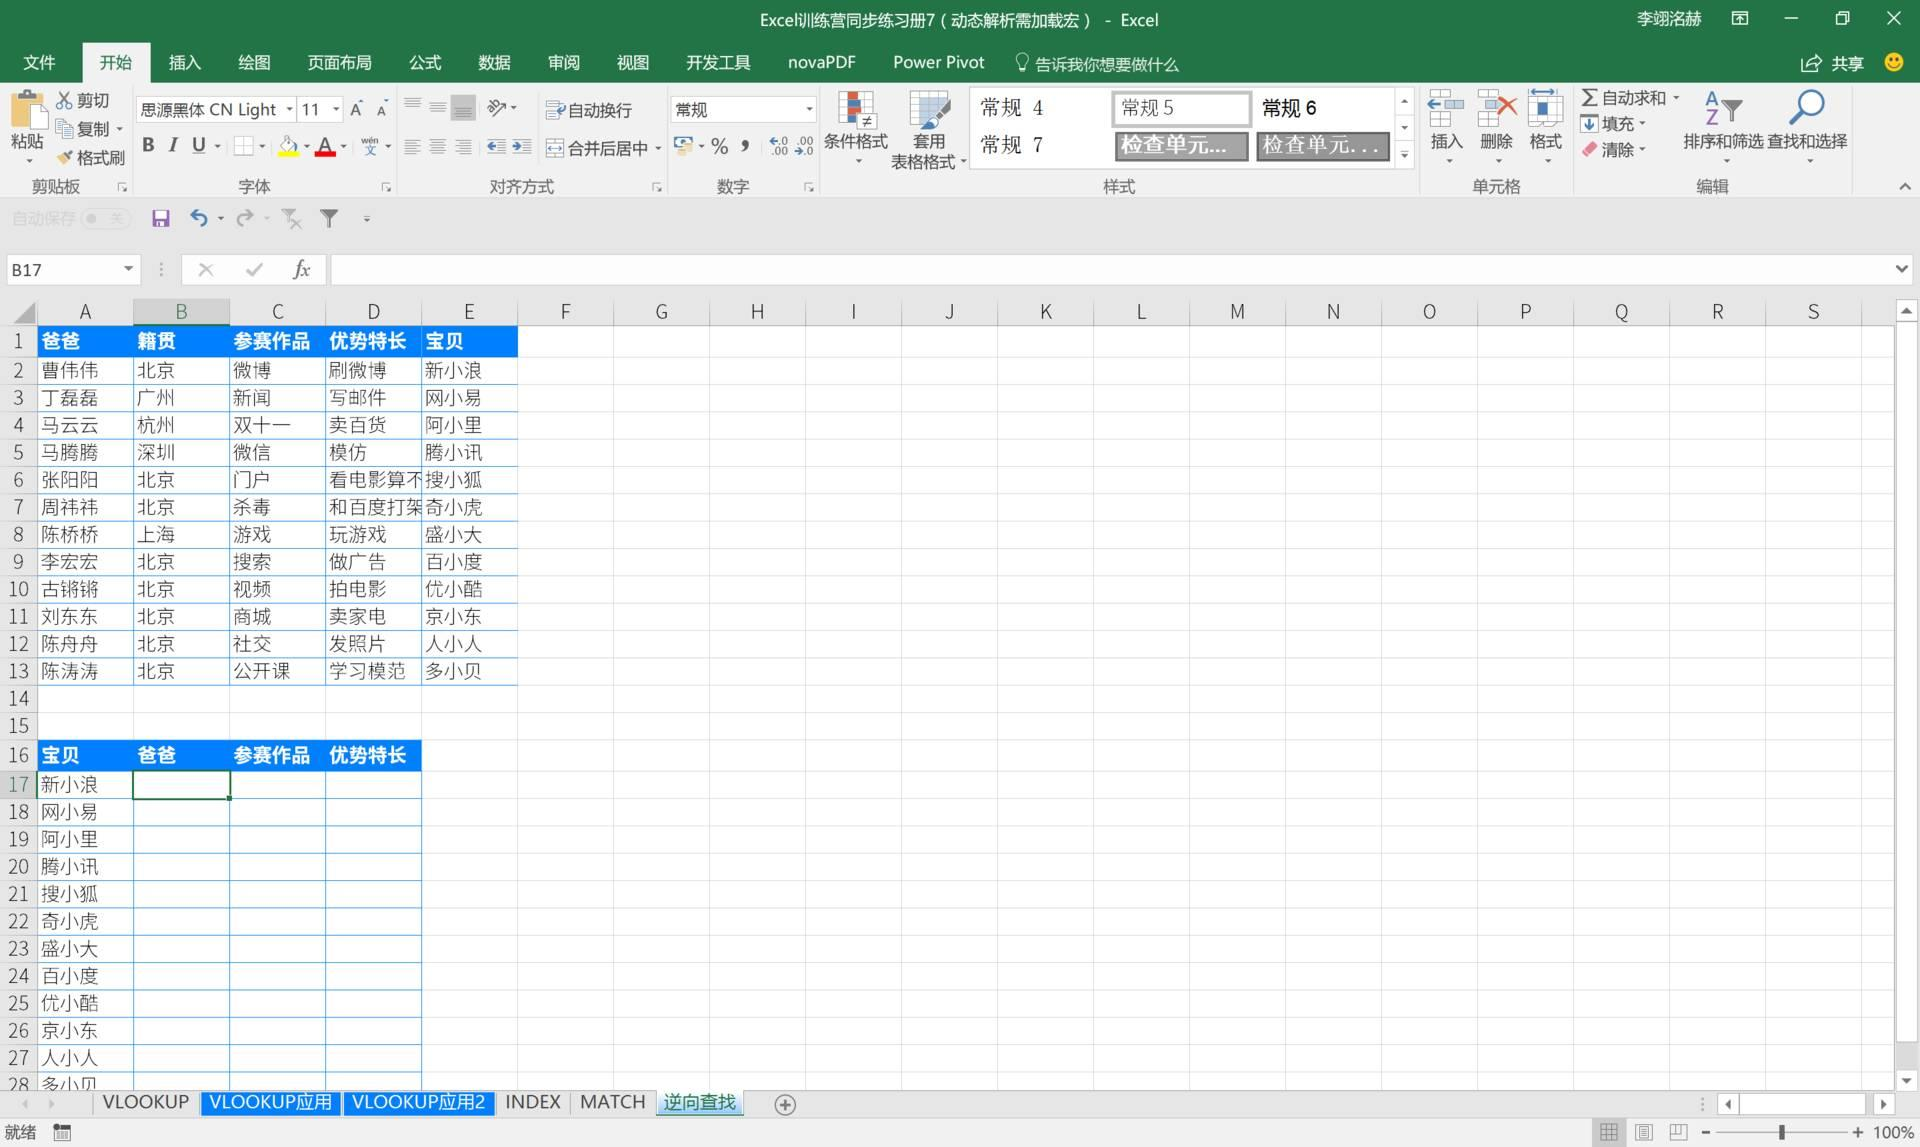 Excel训练营同步练习册7（动态解析需加载宏） - Excel
李翊洺赫
文件 开始 插入 绘图 页面布局 公式 数据 审阅 视图 开发工具 novaPDF Power Pivot 告诉我你想要做什么 共享
粘贴 剪切 复制 格式刷
思源黑体 CN Light 11
B I U A wén 文
自动换行
合并后居中
常规
% ,
条件格式 套用 表格格式
常规 4 常规 5 常规 6
常规 7 检查单元... 检查单元...
插入 删除 格式
自动求和
填充
清除
排序和筛选 查找和选择
剪贴板 字体 对齐方式 数字 样式 单元格 编辑
自动保存 关
B17 fx
A B C D E F G H I J K L M N O P Q R S
1 爸爸 籍贯 参赛作品 优势特长 宝贝
2 曹伟伟 北京 微博 刷微博 新小浪
3 丁磊磊 广州 新闻 写邮件 网小易
4 马云云 杭州 双十一 卖百货 阿小里
5 马腾腾 深圳 微信 模仿 腾小讯
6 张阳阳 北京 门户 看电影算不 搜小狐
7 周祎祎 北京 杀毒 和百度打架 奇小虎
8 陈桥桥 上海 游戏 玩游戏 盛小大
9 李宏宏 北京 搜索 做广告 百小度
10 古锵锵 北京 视频 拍电影 优小酷
11 刘东东 北京 商城 卖家电 京小东
12 陈舟舟 北京 社交 发照片 人小人
13 陈涛涛 北京 公开课 学习模范 多小贝
14
15
16 宝贝 爸爸 参赛作品 优势特长
17 新小浪
18 网小易
19 阿小里
20 腾小讯
21 搜小狐
22 奇小虎
23 盛小大
24 百小度
25 优小酷
26 京小东
27 人小人
28 多小贝
VLOOKUP VLOOKUP应用 VLOOKUP应用2 INDEX MATCH 逆向查找
就绪 100%